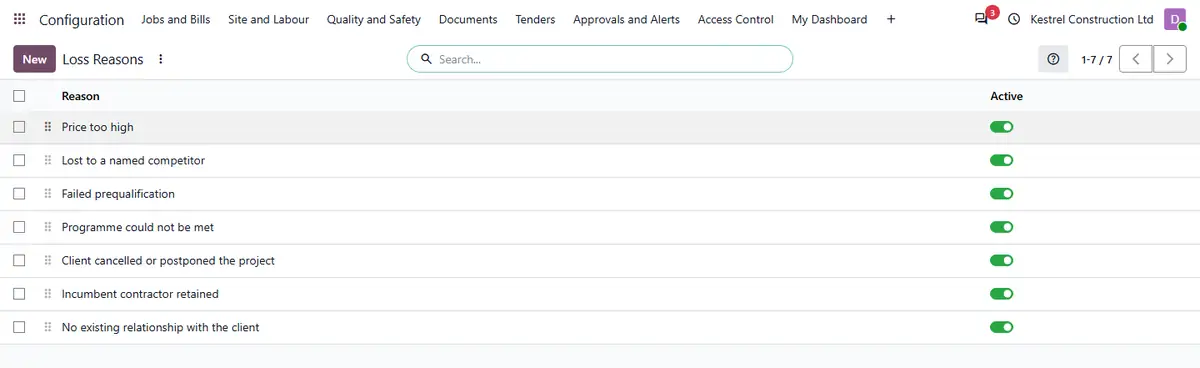 Configuration Jobs and Bills Site and Labour Quality and Safety Documents Tenders Approvals and Alerts Access Control My Dashboard + 3 Kestrel Construction Ltd D
New Loss Reasons Search... 1-7 / 7
Reason Active
Price too high
Lost to a named competitor
Failed prequalification
Programme could not be met
Client cancelled or postponed the project
Incumbent contractor retained
No existing relationship with the client